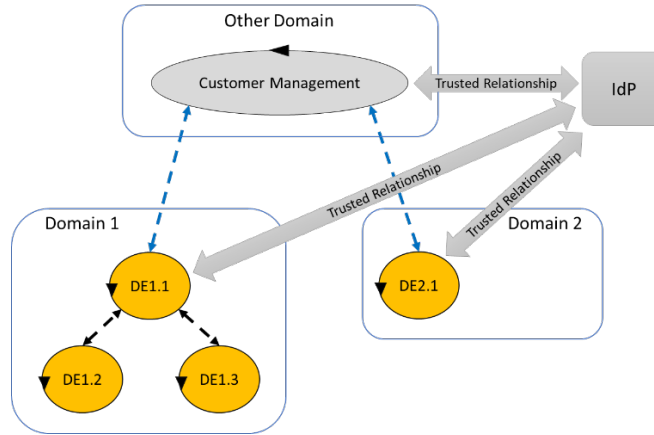 Other Domain
Customer Management
Trusted Relationship
IdP
Trusted Relationship
Trusted Relationship
Domain 1
Domain 2
DE1.1
DE2.1
DE1.2
DE1.3